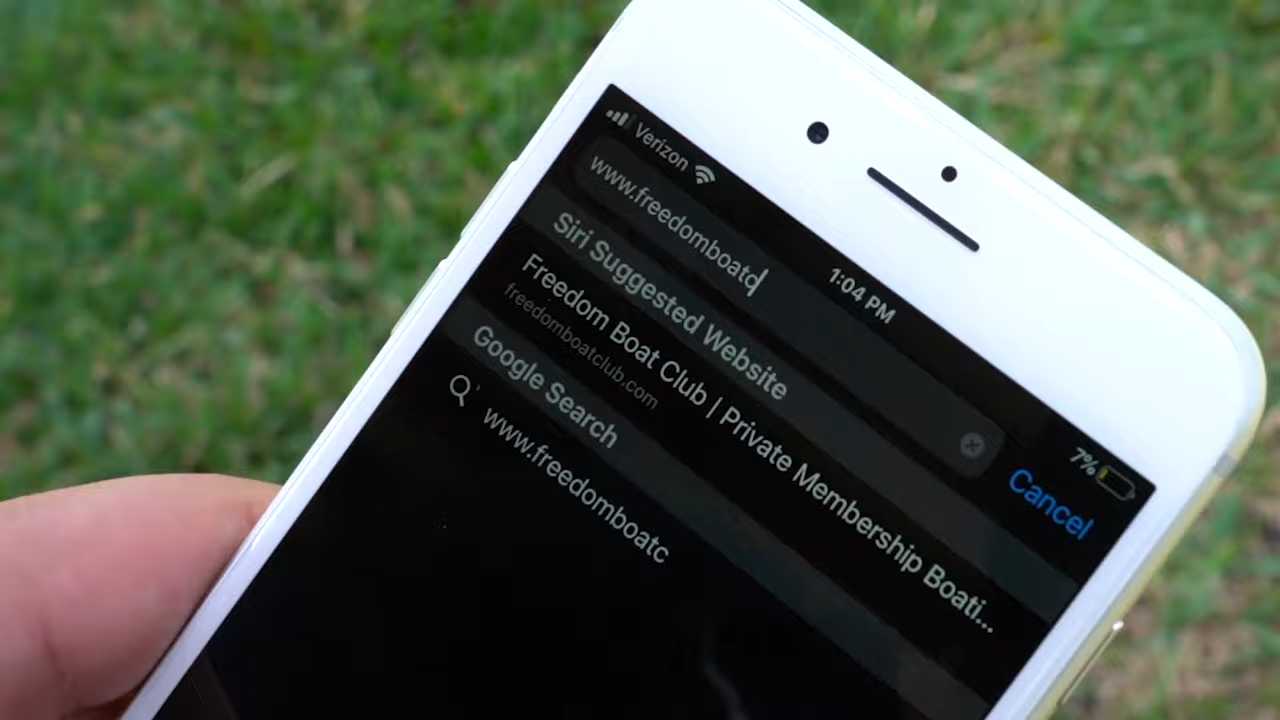 Verizon 1:04 PM 7%
www.freedomboatc
Cancel
Siri Suggested Website
Freedom Boat Club | Private Membership Boati...
freedomboatclub.com
Google Search
www.freedomboatc